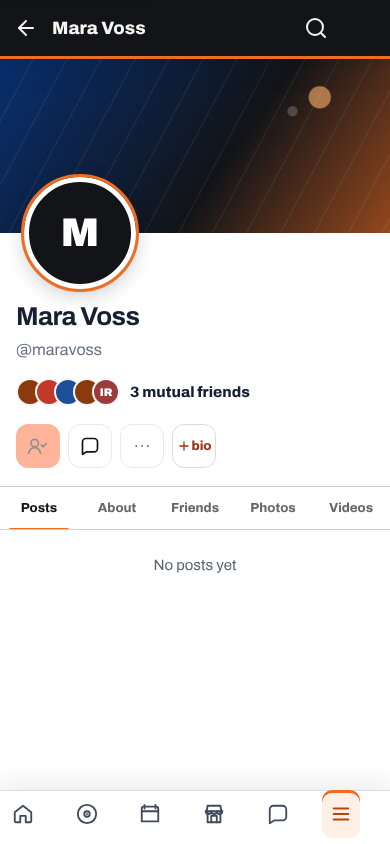 Mara Voss
M
Mara Voss
@maravoss
IR 3 mutual friends
+ bio
Posts About Friends Photos Videos
No posts yet